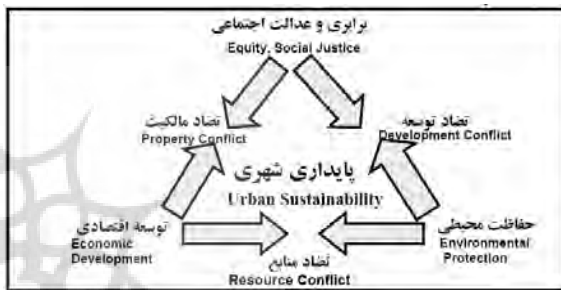 برابری و عدالت اجتماعی
Equity, Social Justice
تضاد مالکیت
Property Conflict
تضاد توسعه
Development Conflict
پایداری شهری
Urban Sustainability
توسعه اقتصادی
Economic
Development
حفاظت محیطی
Environmental
Protection
تضاد منابع
Resource Conflict